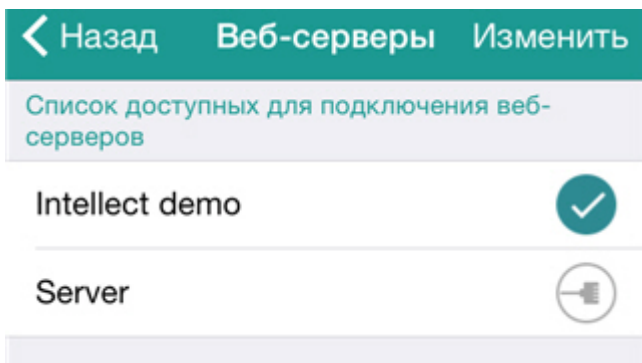 Назад Веб-серверы Изменить
Список доступных для подключения веб-
серверов
Intellect demo
Server